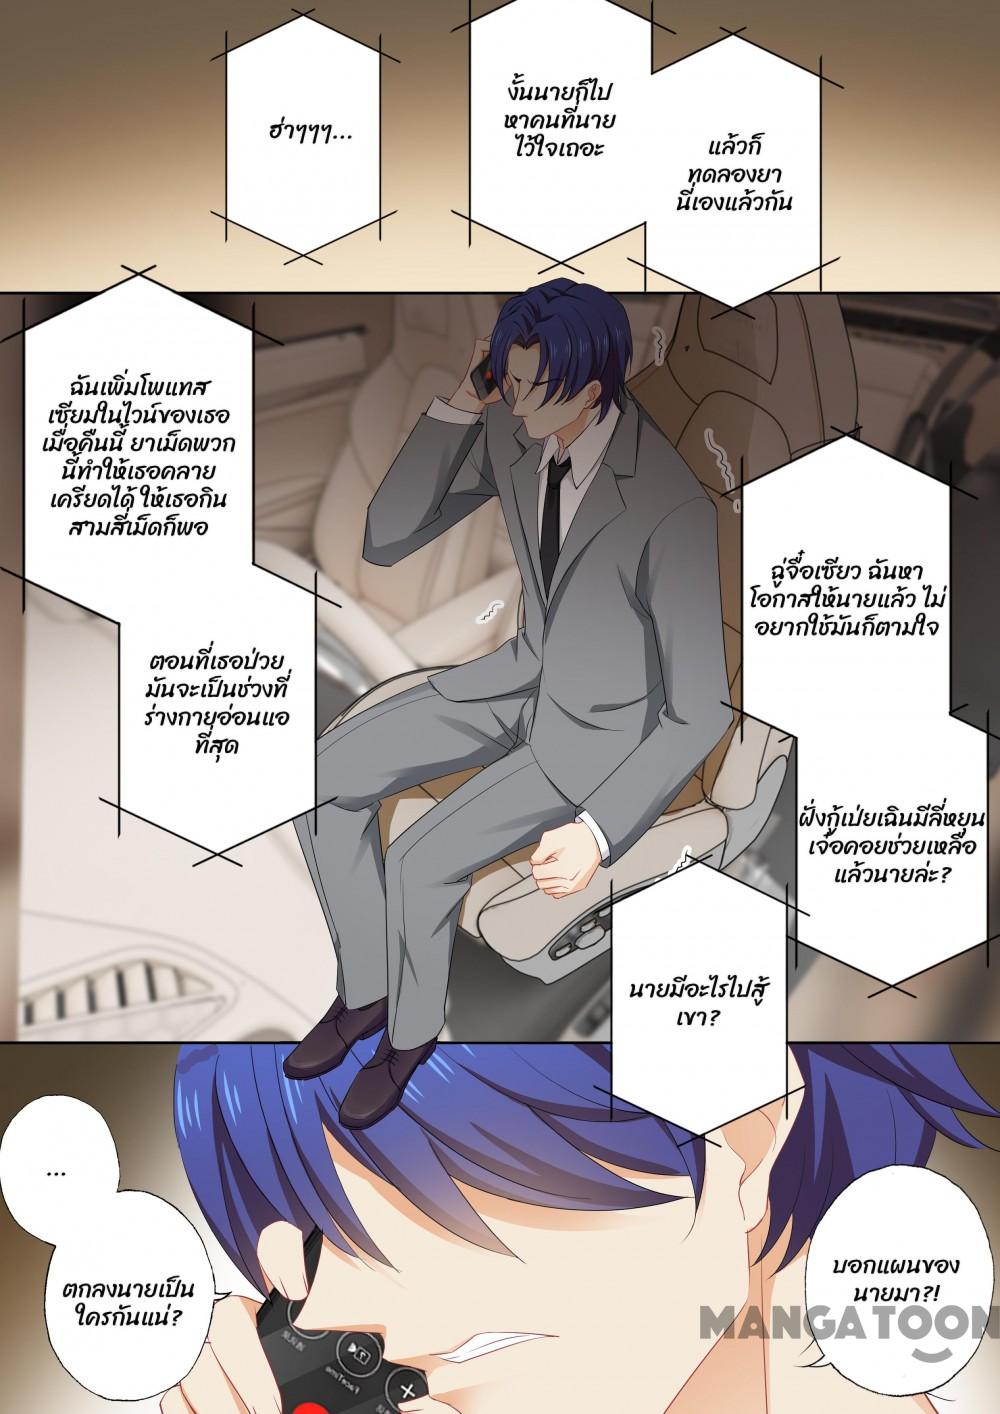 ฮ่าๆๆๆ...
งั้นนายก็ไป
หาคนที่นาย
ไว้ใจเถอะ
แล้วก็
ทดลองยา
นี่เองแล้วกัน
ฉันเพิ่มโพแทส
เซียมในไวน์ของเธอ
เมื่อคืนนี้ ยาเม็ดพวก
นี้ทำให้เธอคลาย
เครียดได้ ให้เธอกิน
สามสี่เม็ดก็พอ
ตอนที่เธอป่วย
มันจะเป็นช่วงที่
ร่างกายอ่อนแอ
ที่สุด
ฉู่จื่อเซียว ฉันหา
โอกาสให้นายแล้ว ไม่
อยากใช้มันก็ตามใจ
ฝั่งกู้เป่ยเฉินมีลี่หยุน
เจ๋อคอยช่วยเหลือ
แล้วนายล่ะ?
นายมีอะไรไปสู้
เขา?
...
ตกลงนายเป็น
ใครกันแน่?
บอกแผนของ
นายมา?!
MANGATOON
FaceTime